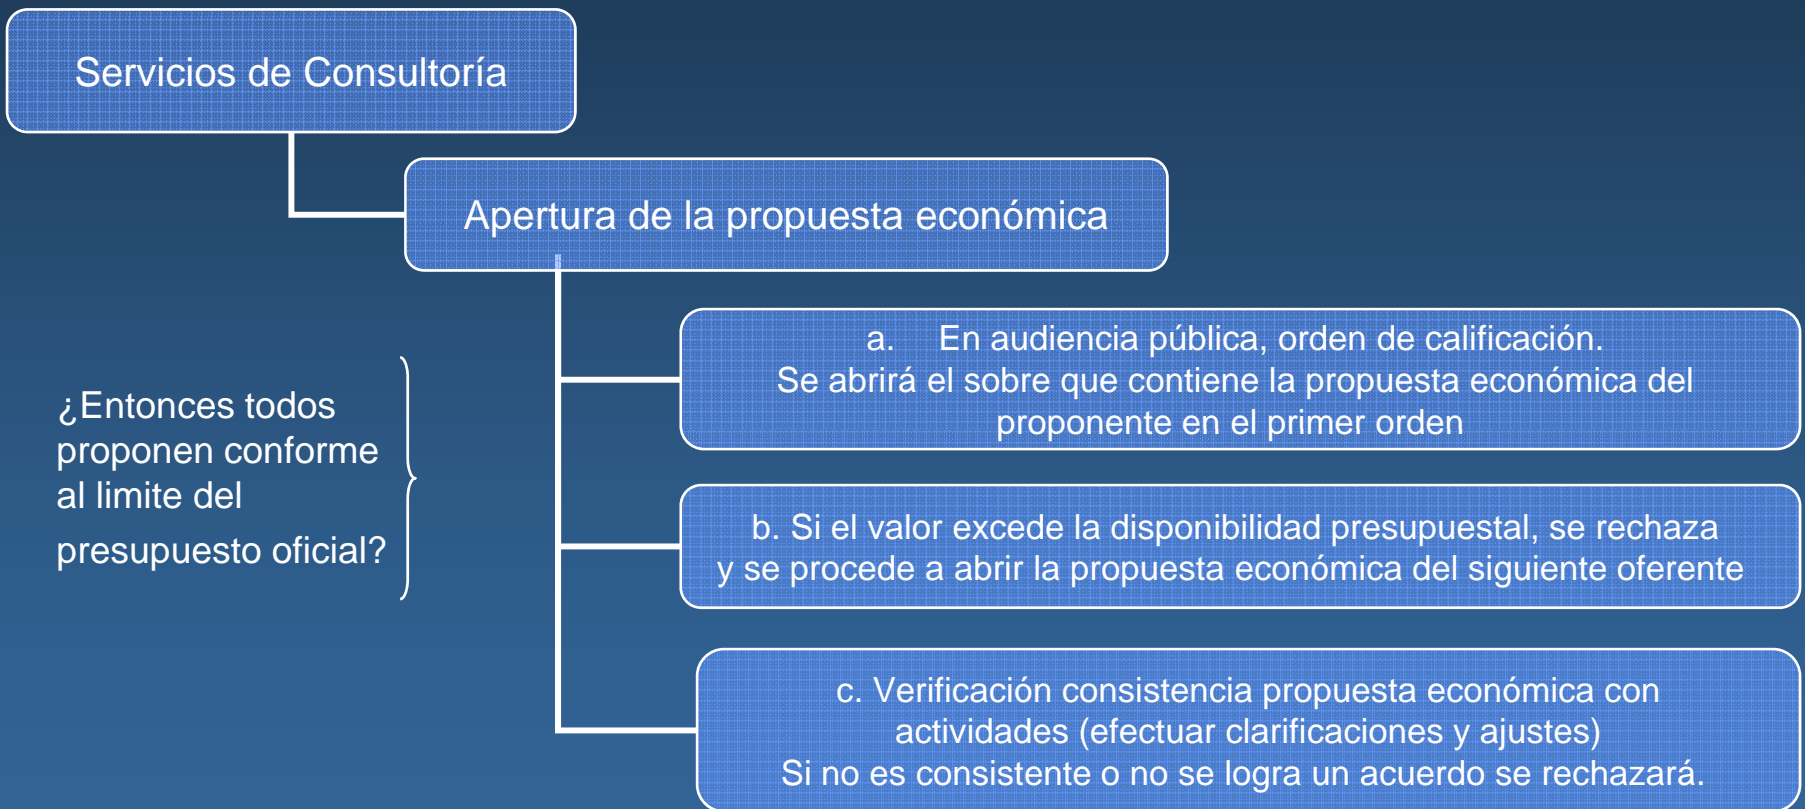 Servicios de Consultoría
Apertura de la propuesta económica
a. En audiencia pública, orden de calificación.
Se abrirá el sobre que contiene la propuesta económica del
proponente en el primer orden
¿Entonces todos
proponen conforme
al limite del
presupuesto oficial?
b. Si el valor excede la disponibilidad presupuestal, se rechaza
y se procede a abrir la propuesta económica del siguiente oferente
c. Verificación consistencia propuesta económica con
actividades (efectuar clarificaciones y ajustes)
Si no es consistente o no se logra un acuerdo se rechazará.